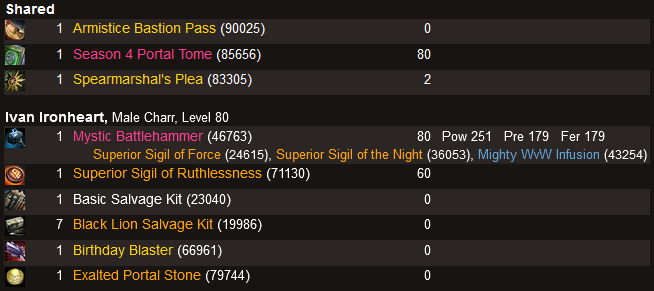 Shared
1 Armistice Bastion Pass (90025) 0
1 Season 4 Portal Tome (85656) 80
1 Spearmarshal's Plea (83305) 2
Ivan Ironheart, Male Charr, Level 80
1 Mystic Battlehammer (46763) 80 Pow 251 Pre 179 Fer 179
Superior Sigil of Force (24615), Superior Sigil of the Night (36053), Mighty WvW Infusion (43254)
1 Superior Sigil of Ruthlessness (71130) 60
1 Basic Salvage Kit (23040) 0
7 Black Lion Salvage Kit (19986) 0
1 Birthday Blaster (66961) 0
1 Exalted Portal Stone (79744) 0